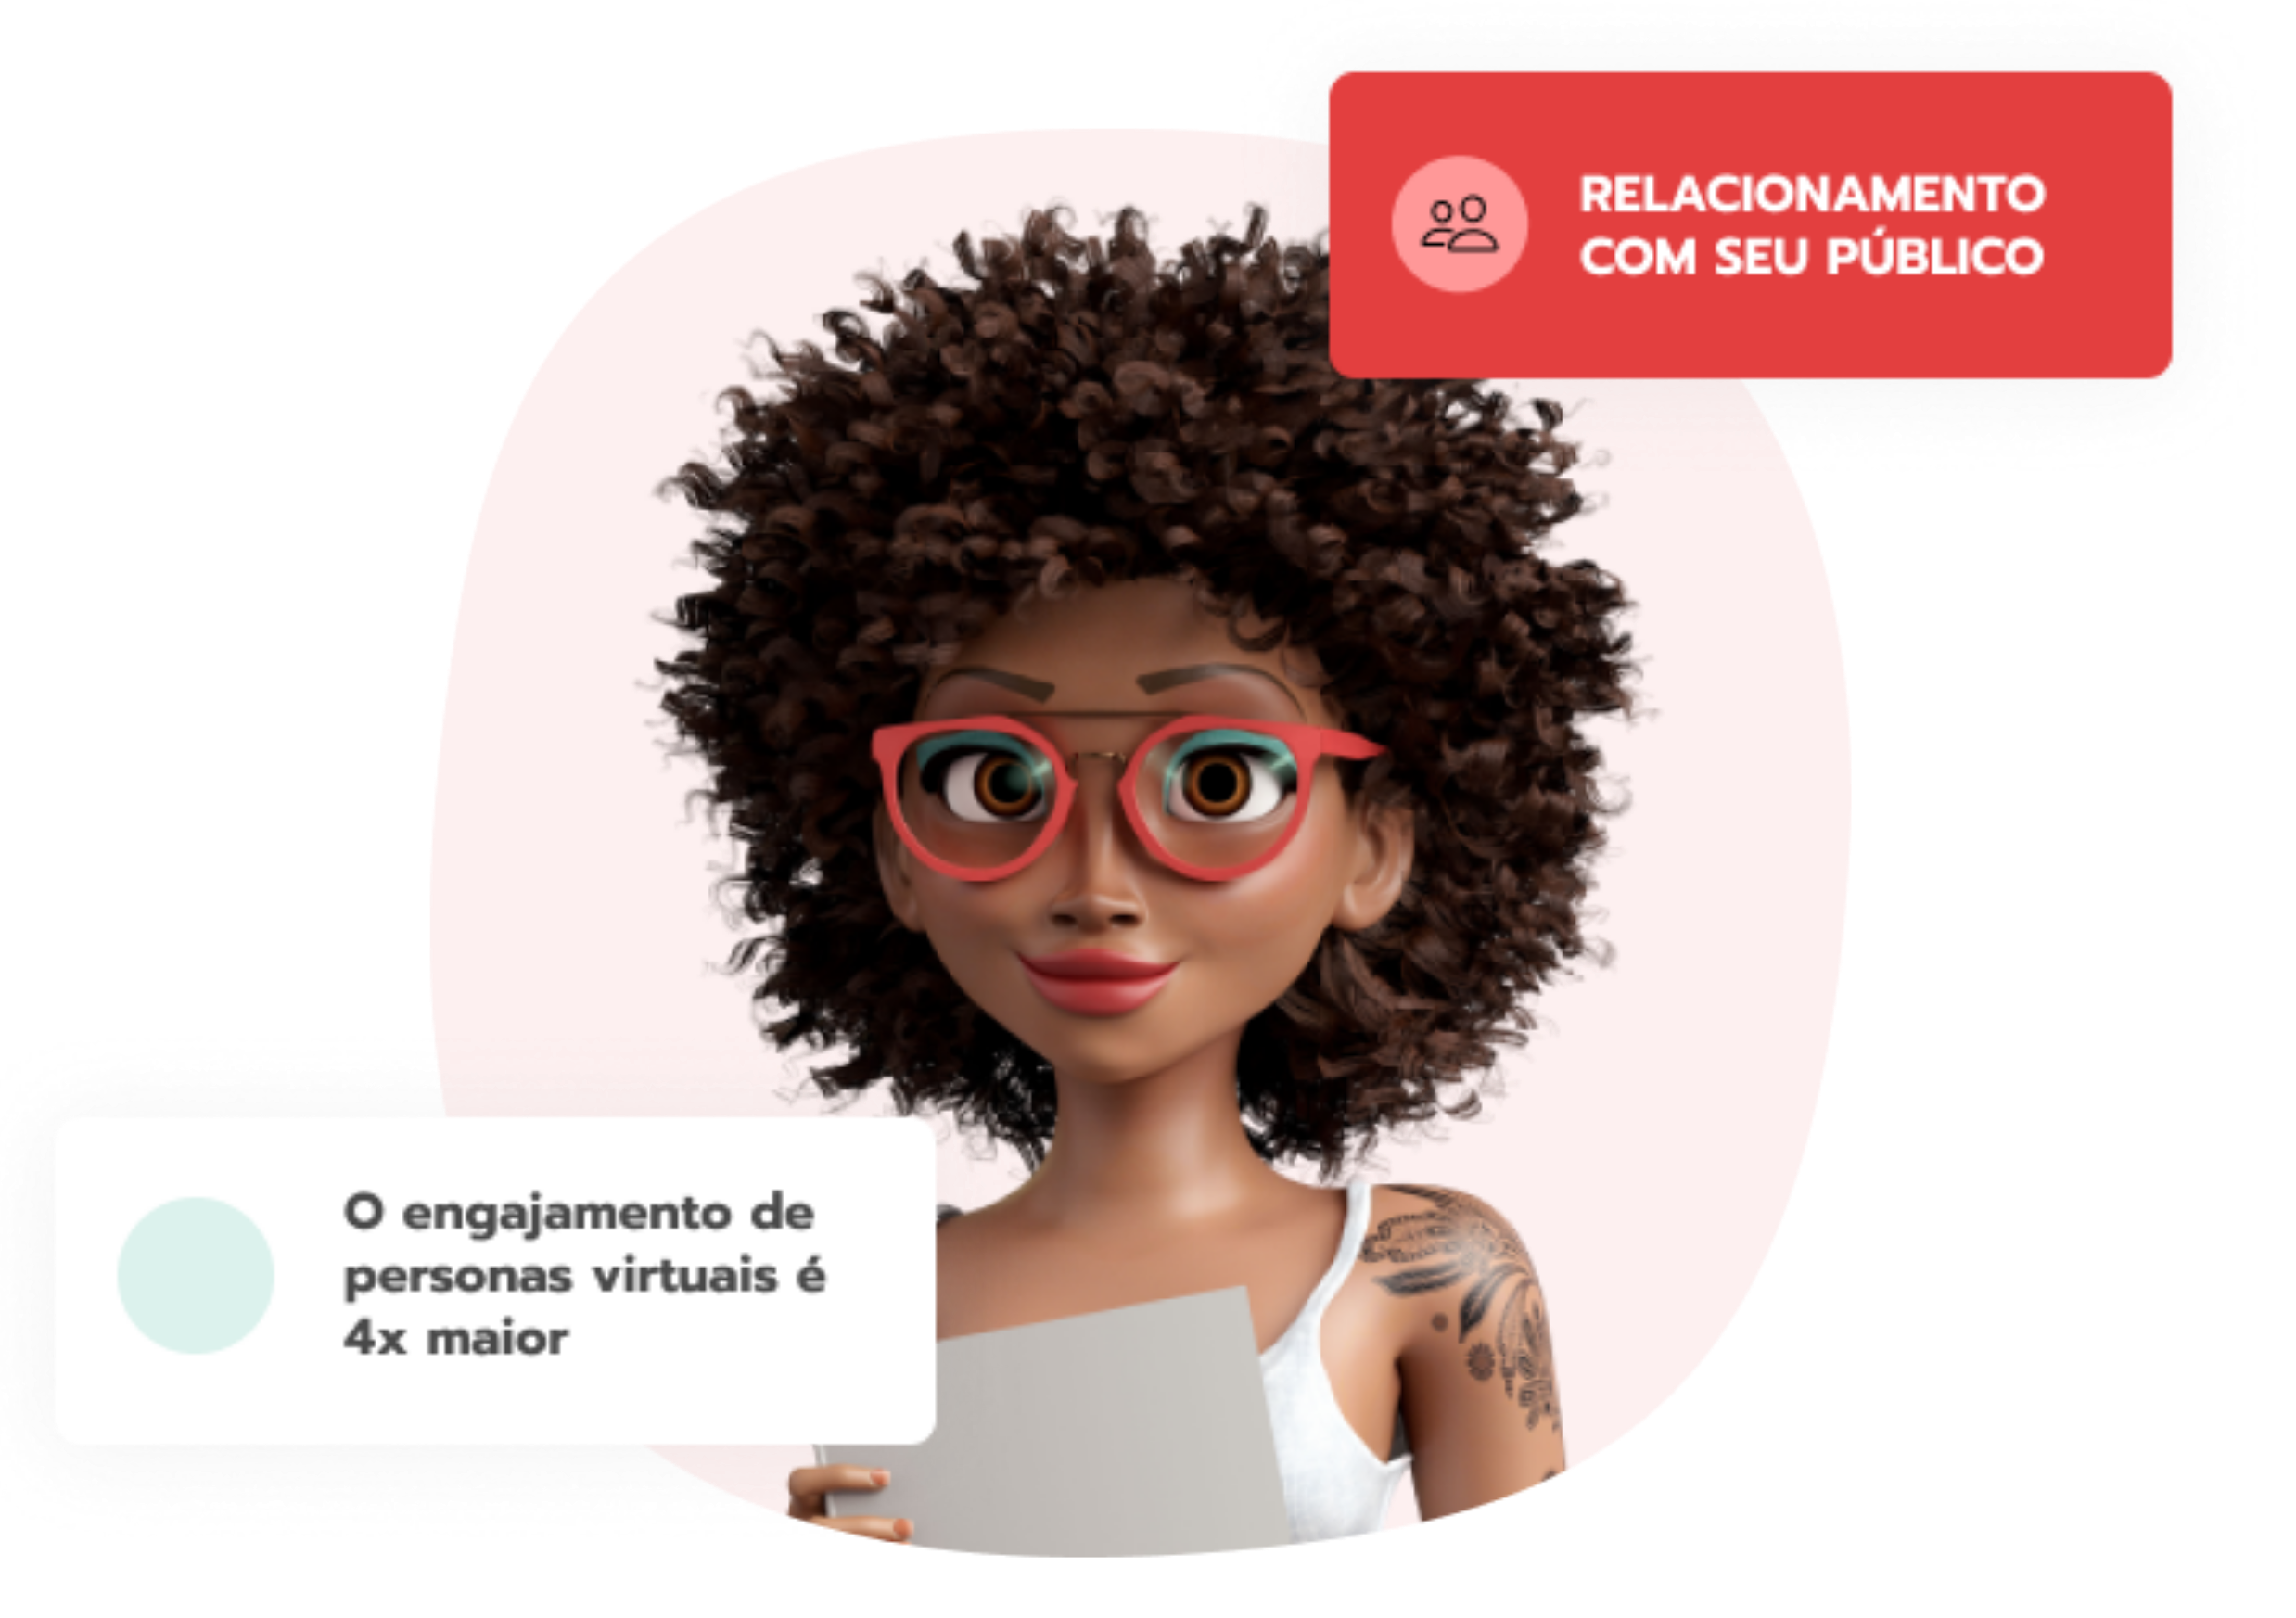 RELACIONAMENTO
COM SEU PÚBLICO
O engajamento de
personas virtuais é
4x maior